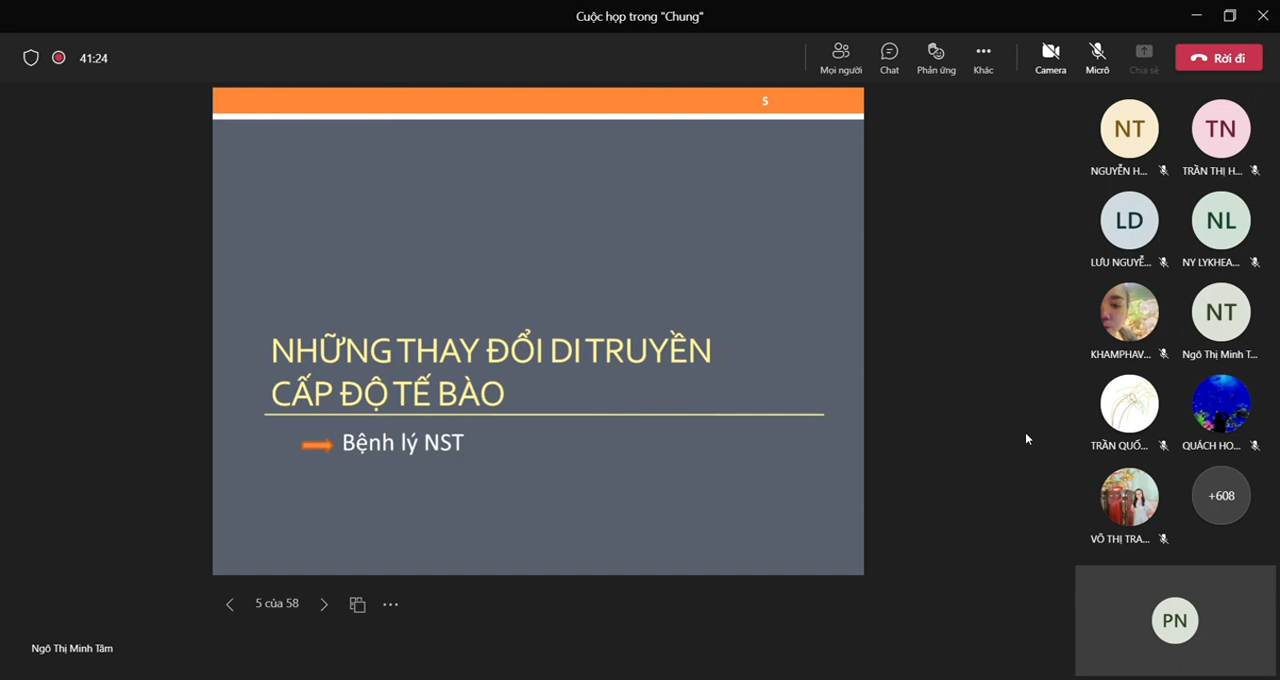 Cuộc họp trong "Chung"
41:24
Mọi người
Chat
Phản ứng
Khác
Camera
Micrô
Chia sẻ
Rời đi
5
NHỮNG THAY ĐỔI DI TRUYỀN
CẤP ĐỘ TẾ BÀO
Bệnh lý NST
5 của 58
Ngô Thị Minh Tâm
NT
NGUYỄN H...
TN
TRẦN THỊ H...
LD
LƯU NGUYỄ...
NL
NY LYKHEA...
KHAMPHAV...
NT
Ngô Thị Minh T...
TRẦN QUỐ...
QUÁCH HO...
VÕ THỊ TRA...
+608
PN